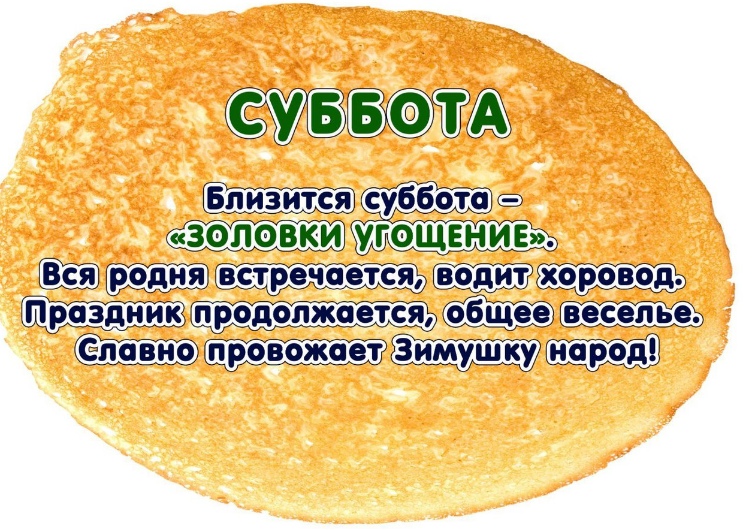 СУББОТА
Близится суббота –
«ЗОЛОВКИ УГОЩЕНИЕ».
Вся родня встречается, водит хоровод.
Праздник продолжается, общее веселье.
Славно провожает Зимушку народ!